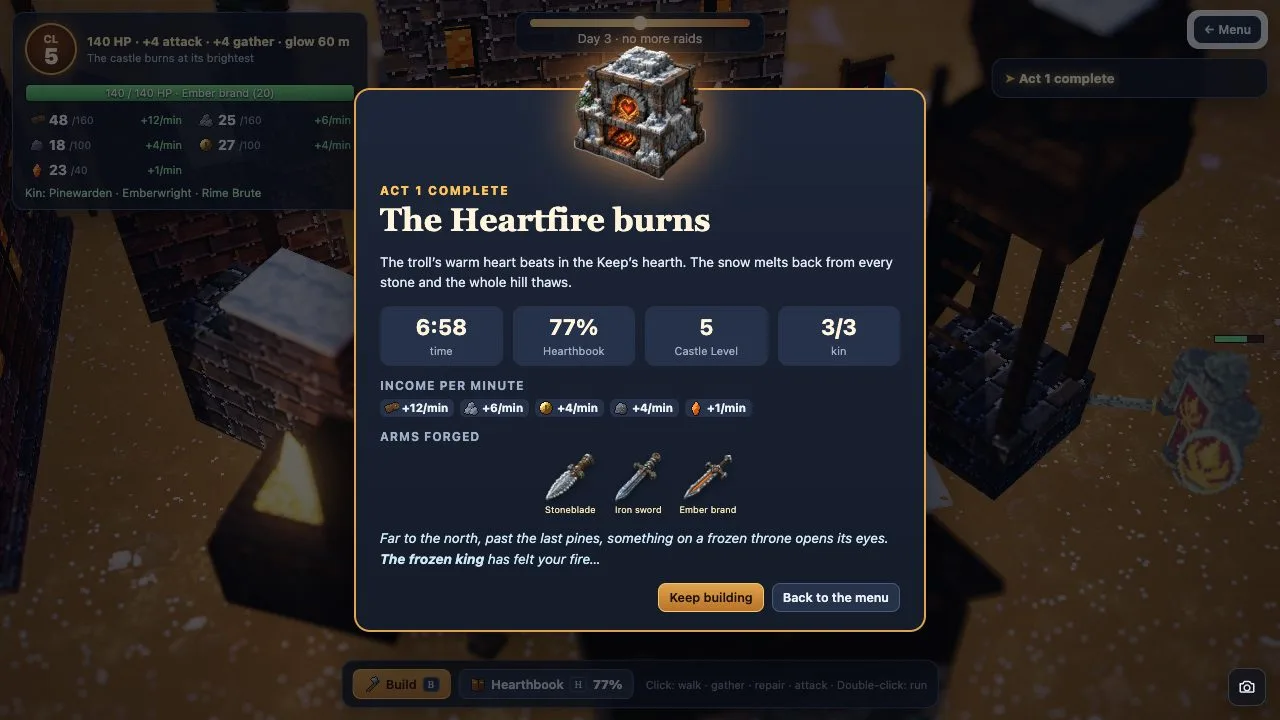 CL
5
140 HP · +4 attack · +4 gather · glow 60 m
The castle burns at its brightest
140 / 140 HP · Ember brand (20)
48 /160 +12/min 25 /160 +6/min
18 /100 +4/min 27 /100 +4/min
23 /40 +1/min
Kin: Pinewarden · Emberwright · Rime Brute
Day 3 · no more raids
← Menu
➤ Act 1 complete
ACT 1 COMPLETE
The Heartfire burns
The troll's warm heart beats in the Keep's hearth. The snow melts back from every
stone and the whole hill thaws.
6:58 77% 5 3/3
time Hearthbook Castle Level kin
INCOME PER MINUTE
+12/min +6/min +4/min +4/min +1/min
ARMS FORGED
Stoneblade Iron sword Ember brand
Far to the north, past the last pines, something on a frozen throne opens its eyes.
The frozen king has felt your fire...
Keep building Back to the menu
Build B Heartbook H 77% Click: walk · gather · repair · attack · Double-click: run